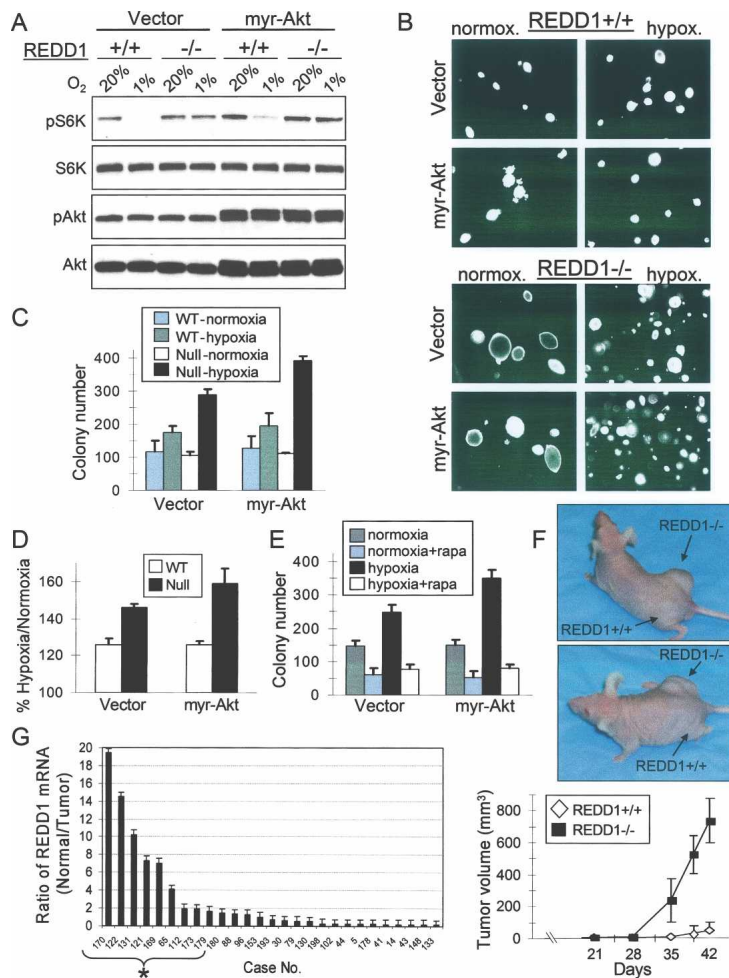 A
Vector
myr-Akt
REDD1
+/+
-/-
+/+
-/-
O2
20%
1%
20%
1%
20%
1%
20%
1%
pS6K
S6K
pAkt
Akt
B
normox.
REDD1+/+
hypox.
Vector
myr-Akt
normox.
REDD1-/-
hypox.
Vector
myr-Akt
C
WT-normoxia
WT-hypoxia
Null-normoxia
Null-hypoxia
Colony number
400
300
200
100
0
Vector
myr-Akt
D
WT
Null
% Hypoxia/Normoxia
160
140
120
100
Vector
myr-Akt
E
normoxia
normoxia+rapa
hypoxia
hypoxia+rapa
Colony number
400
300
200
100
0
Vector
myr-Akt
F
REDD1-/-
REDD1+/+
REDD1-/-
REDD1+/+
REDD1+/+
REDD1-/-
Tumor volume (mm3)
800
600
400
200
0
21
28
35
42
Days
G
Ratio of REDD1 mRNA
(Normal/Tumor)
20
18
16
14
12
10
8
6
4
2
0
170
122
131
121
169
65
112
173
179
180
88
96
153
193
30
79
130
198
102
44
5
178
41
14
43
148
133
*
Case No.